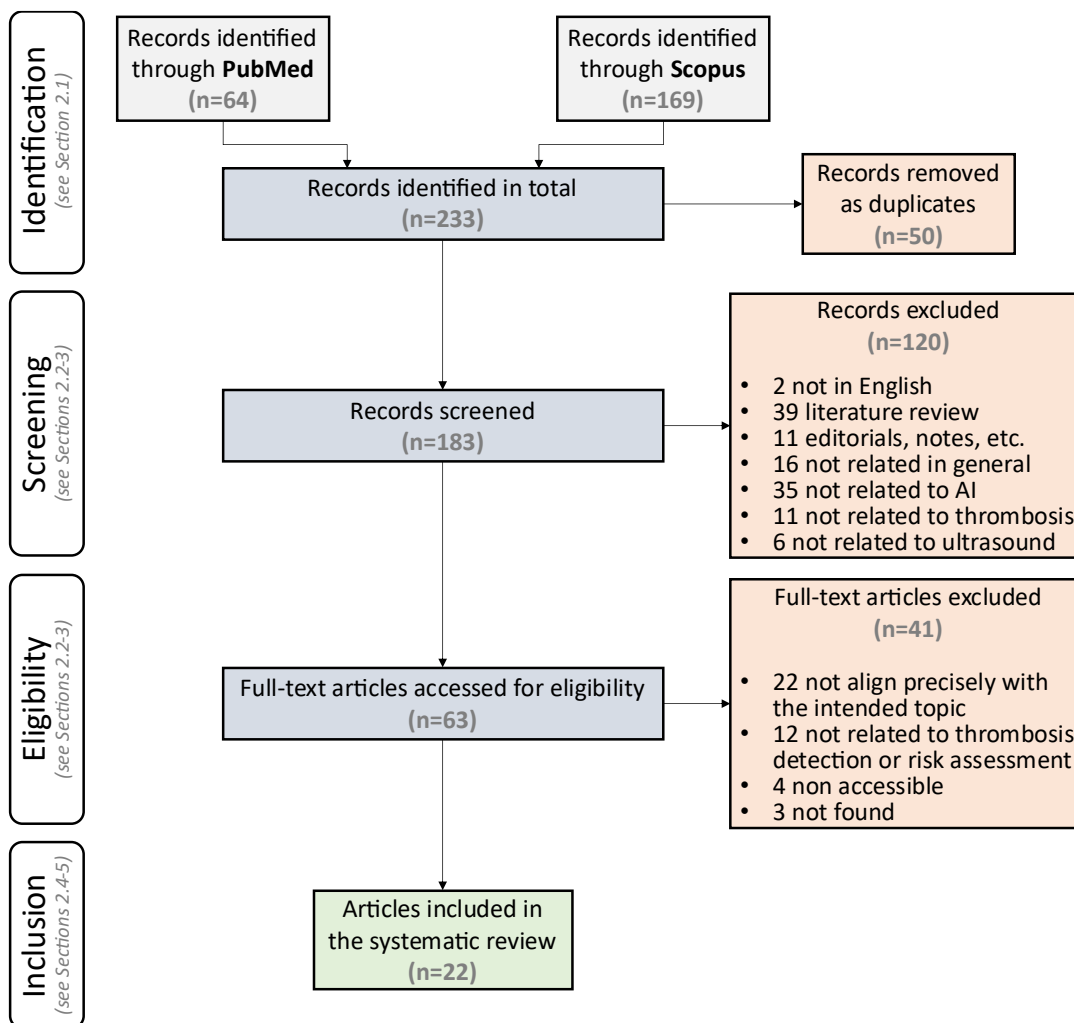 Identification
(see Section 2.1)
Records identified
through PubMed
(n=64)
Records identified
through Scopus
(n=169)
Records identified in total
(n=233)
Records removed
as duplicates
(n=50)
Screening
(see Sections 2.2-3)
Records screened
(n=183)
Records excluded
(n=120)
• 2 not in English
• 39 literature review
• 11 editorials, notes, etc.
• 16 not related in general
• 35 not related to AI
• 11 not related to thrombosis
• 6 not related to ultrasound
Eligibility
(see Sections 2.2-3)
Full-text articles accessed for eligibility
(n=63)
Full-text articles excluded
(n=41)
• 22 not align precisely with
the intended topic
• 12 not related to thrombosis
detection or risk assessment
• 4 non accessible
• 3 not found
Inclusion
(see Sections 2.4-5)
Articles included in
the systematic review
(n=22)